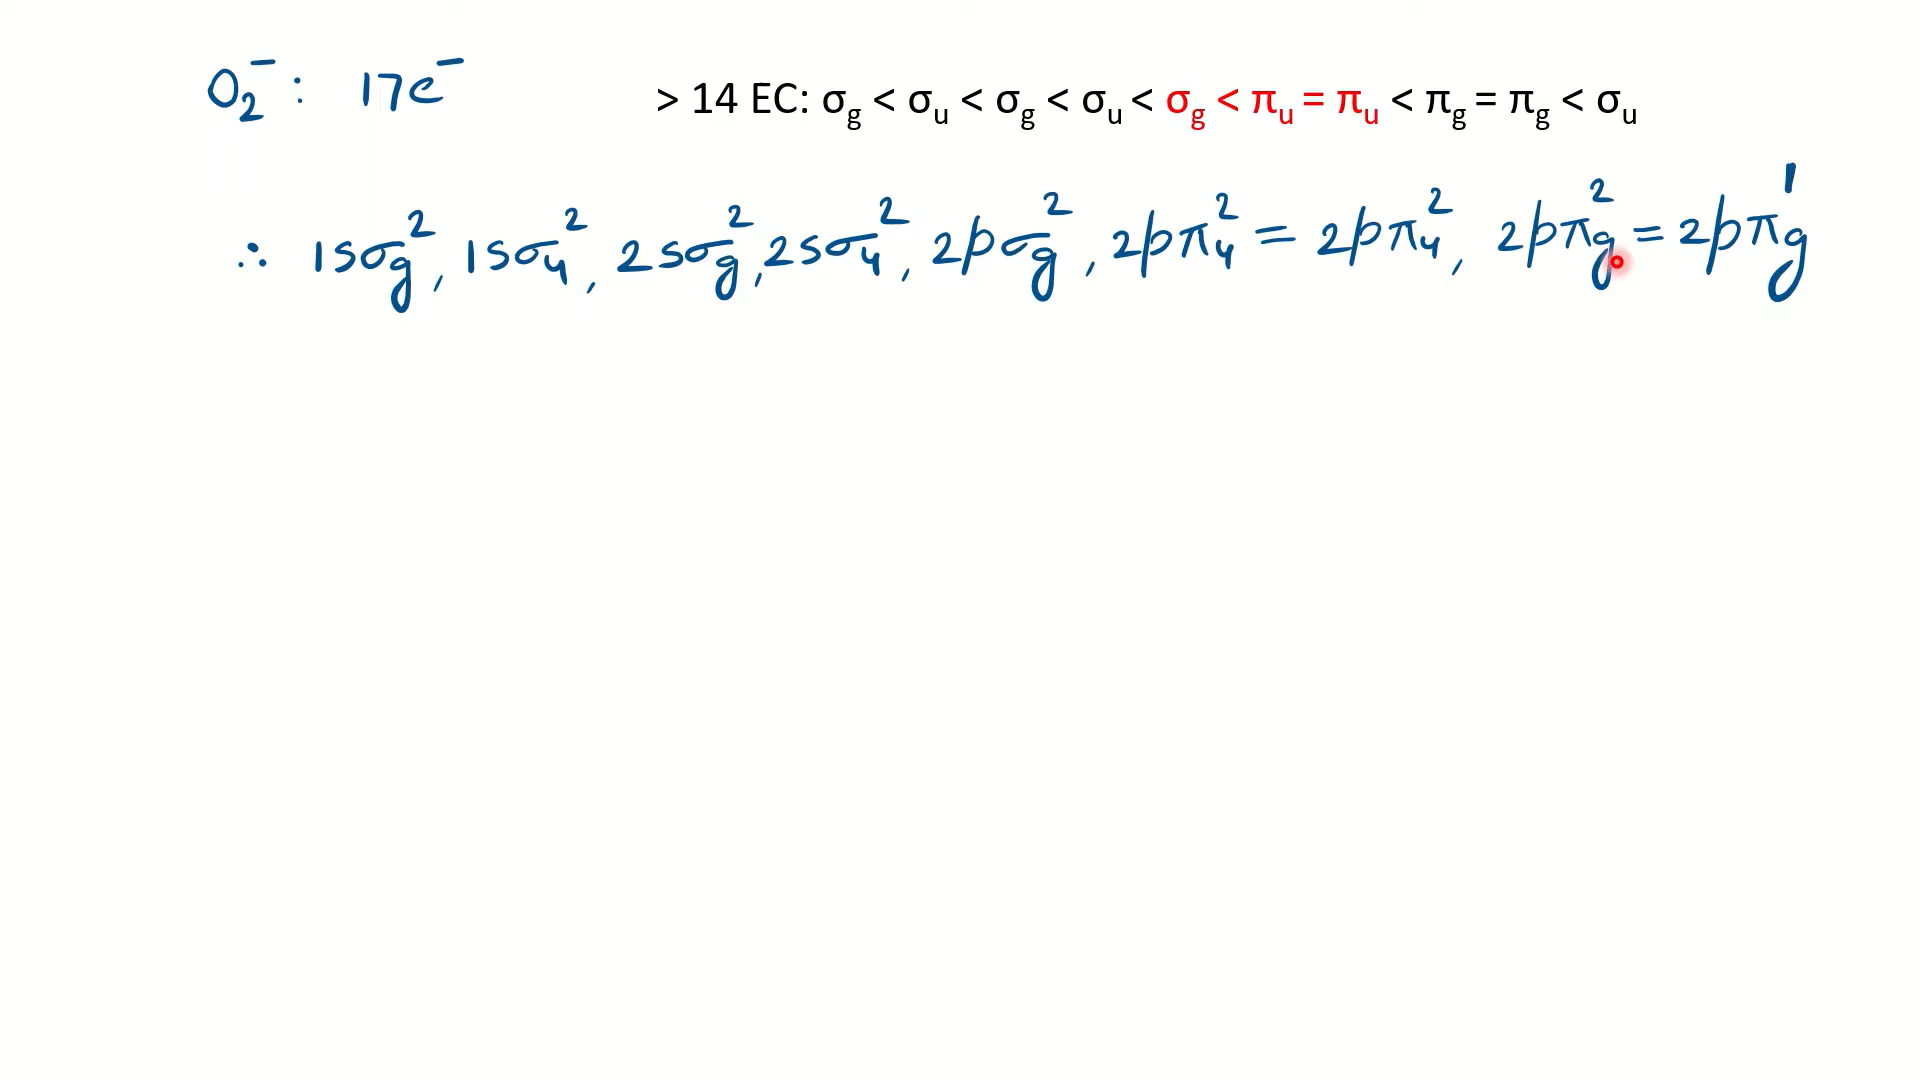 O₂⁻ : 17e⁻
> 14 EC: σg < σu < σg < σu < σg < πu = πu < πg = πg < σu
∴ 1sσg², 1sσu², 2sσg², 2sσu², 2pσg², 2pπu² = 2pπu², 2pπg² = 2pπg¹